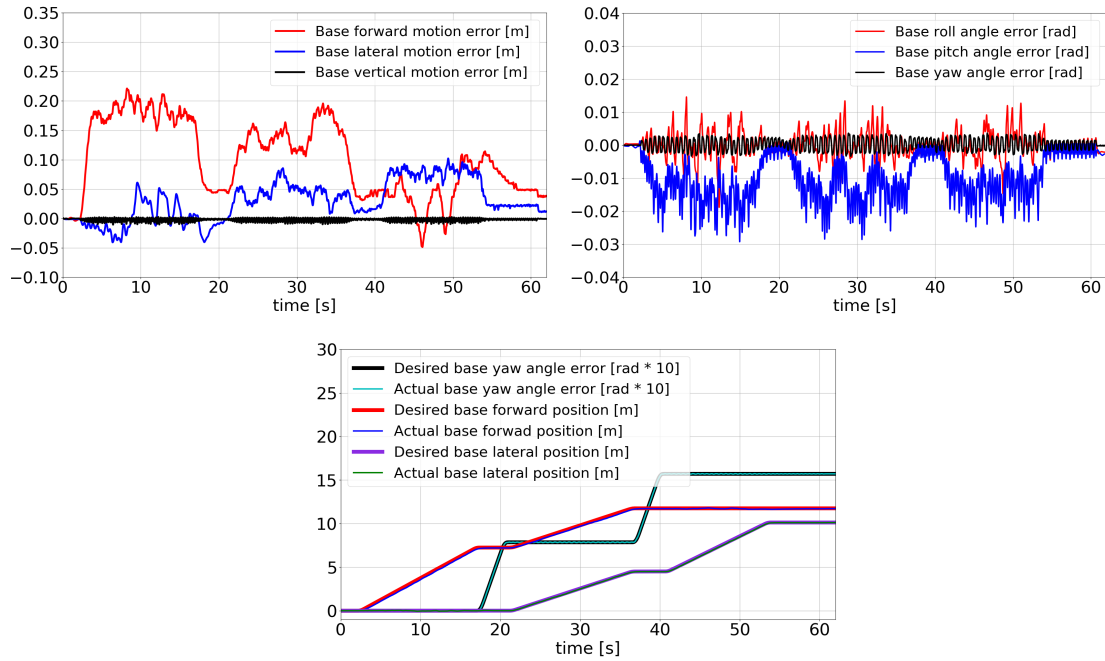 0.35
0.30
0.25
0.20
0.15
0.10
0.05
0.00
−0.05
−0.10
Base forward motion error [m]
Base lateral motion error [m]
Base vertical motion error [m]
0 10 20 30 40 50 60
time [s]
0.04
0.03
0.02
0.01
0.00
−0.01
−0.02
−0.03
−0.04
Base roll angle error [rad]
Base pitch angle error [rad]
Base yaw angle error [rad]
0 10 20 30 40 50 60
time [s]
30
25
20
15
10
5
0
Desired base yaw angle error [rad * 10]
Actual base yaw angle error [rad * 10]
Desired base forward position [m]
Actual base forwad position [m]
Desired base lateral position [m]
Actual base lateral position [m]
0 10 20 30 40 50 60
time [s]